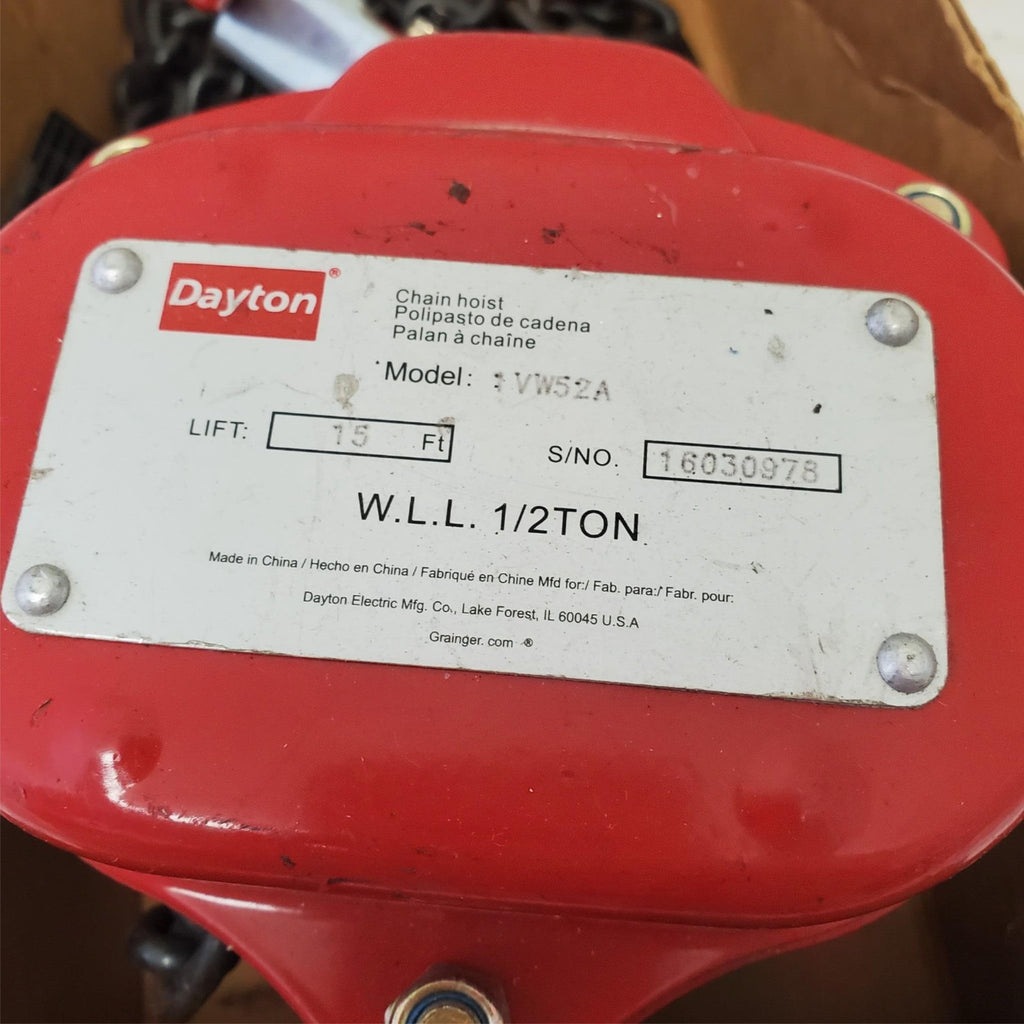 Dayton®
Chain hoist
Polipasto de cadena
Palan à chaîne
Model: 1VW52A
LIFT: 15 Ft
S/NO. 16030978
W.L.L. 1/2TON
Made in China / Hecho en China / Fabriqué en Chine Mfd for:/ Fab. para:/ Fabr. pour:
Dayton Electric Mfg. Co., Lake Forest, IL 60045 U.S.A
Grainger. com ®